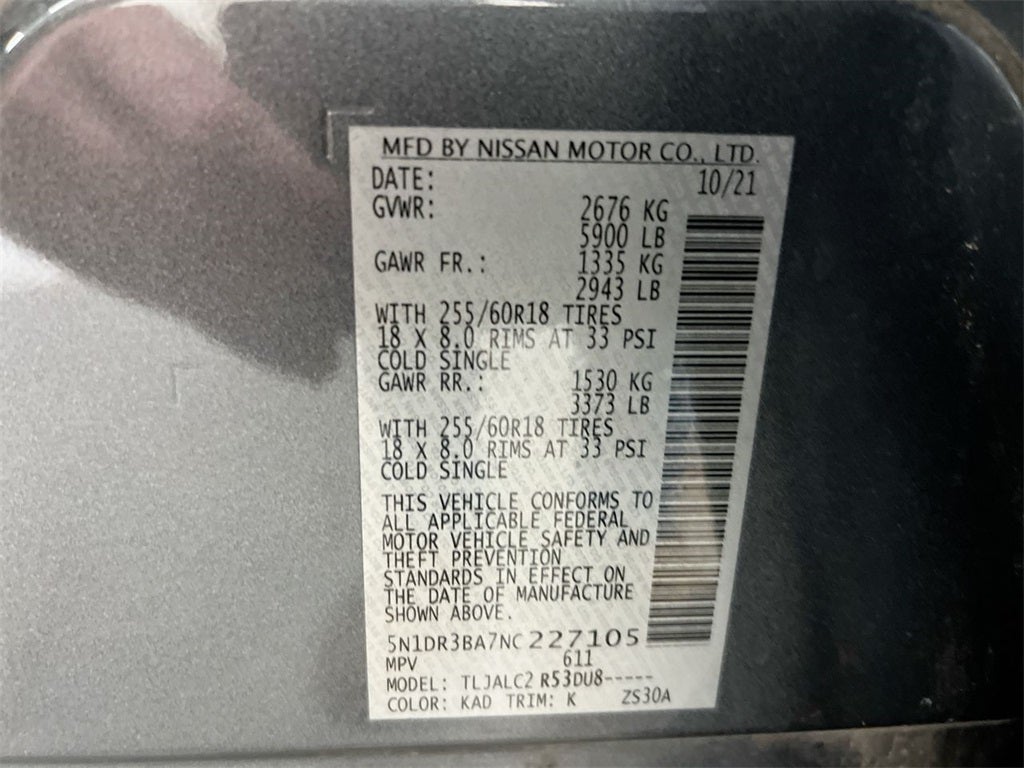 MFD BY NISSAN MOTOR CO., LTD.
DATE: 10/21
GVWR: 2676 KG
5900 LB
GAWR FR.: 1335 KG
2943 LB
WITH 255/60R18 TIRES
18 X 8.0 RIMS AT 33 PSI
COLD SINGLE
GAWR RR.: 1530 KG
3373 LB
WITH 255/60R18 TIRES
18 X 8.0 RIMS AT 33 PSI
COLD SINGLE
THIS VEHICLE CONFORMS TO
ALL APPLICABLE FEDERAL
MOTOR VEHICLE SAFETY AND
THEFT PREVENTION
STANDARDS IN EFFECT ON
THE DATE OF MANUFACTURE
SHOWN ABOVE.
5N1DR3BA7NC227105
MPV 611
MODEL: TLJALC2 R53DU8-----
COLOR: KAD TRIM: K ZS30A